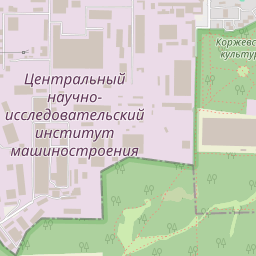 Центральный
научно-
исследовательский
институт
машиностроения